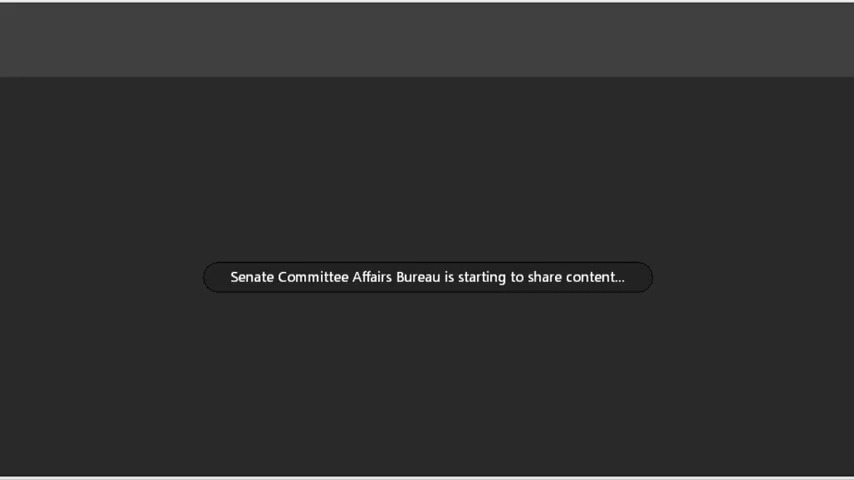 Senate Committee Affairs Bureau is starting to share content...